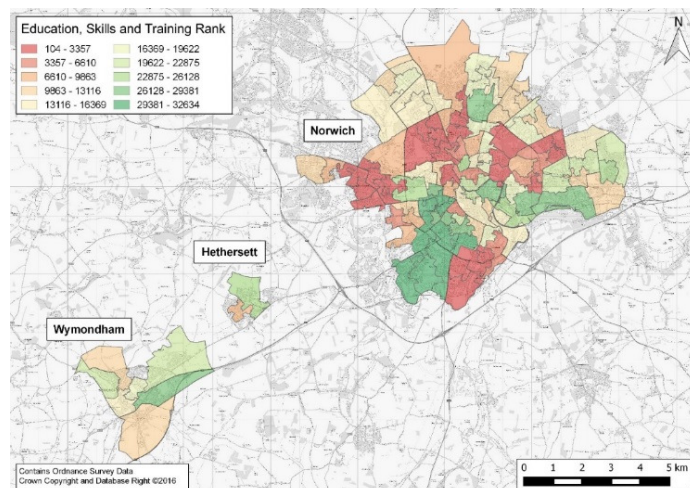 Education, Skills and Training Rank
104 - 3357
3357 - 6610
6610 - 9863
9863 - 13116
13116 - 16369
16369 - 19622
19622 - 22875
22875 - 26128
26128 - 29381
29381 - 32634
N
Norwich
Hethersett
Wymondham
Contains Ordnance Survey Data
Crown Copyright and Database Right ©2016
0 1 2 3 4 5 km